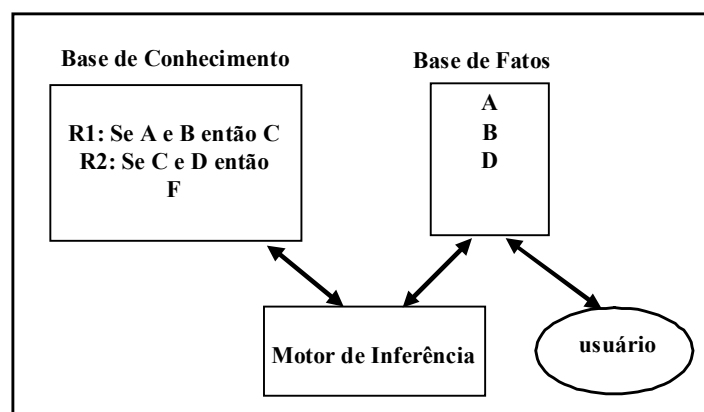 Base de Conhecimento
R1: Se A e B então C
R2: Se C e D então
F
Base de Fatos
A
B
D
Motor de Inferência
usuário